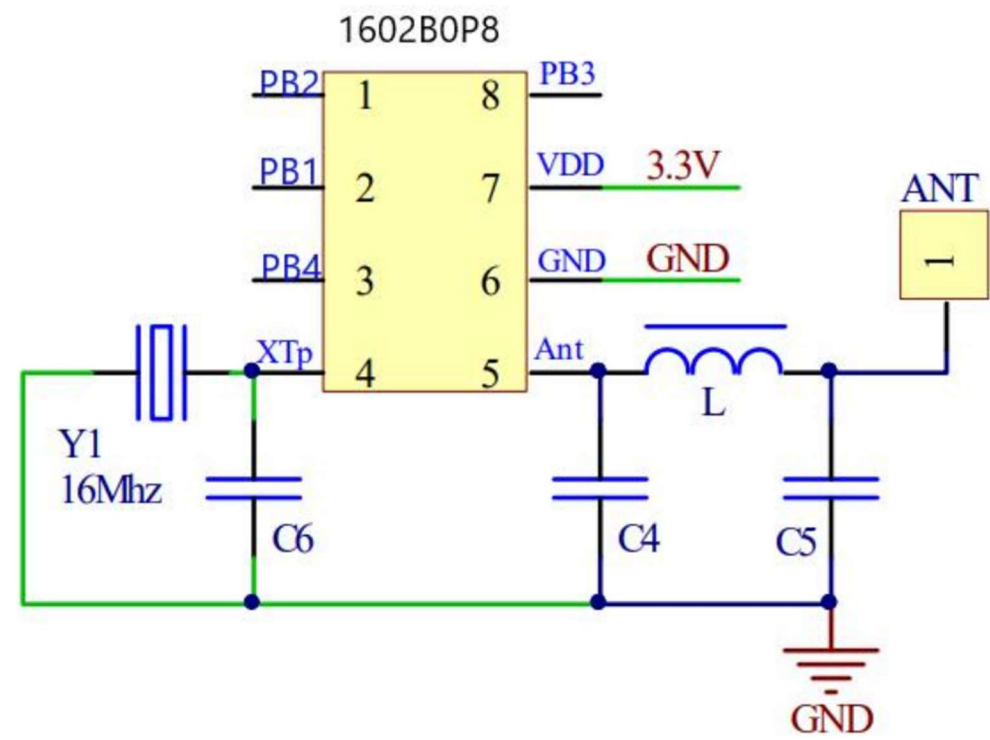 1602B0P8
PB2 1 8 PB3
PB1 2 7 VDD 3.3V
PB4 3 6 GND GND
XTp 4 5 Ant
ANT
1
Y1
16Mhz
L
C6
C4
C5
GND